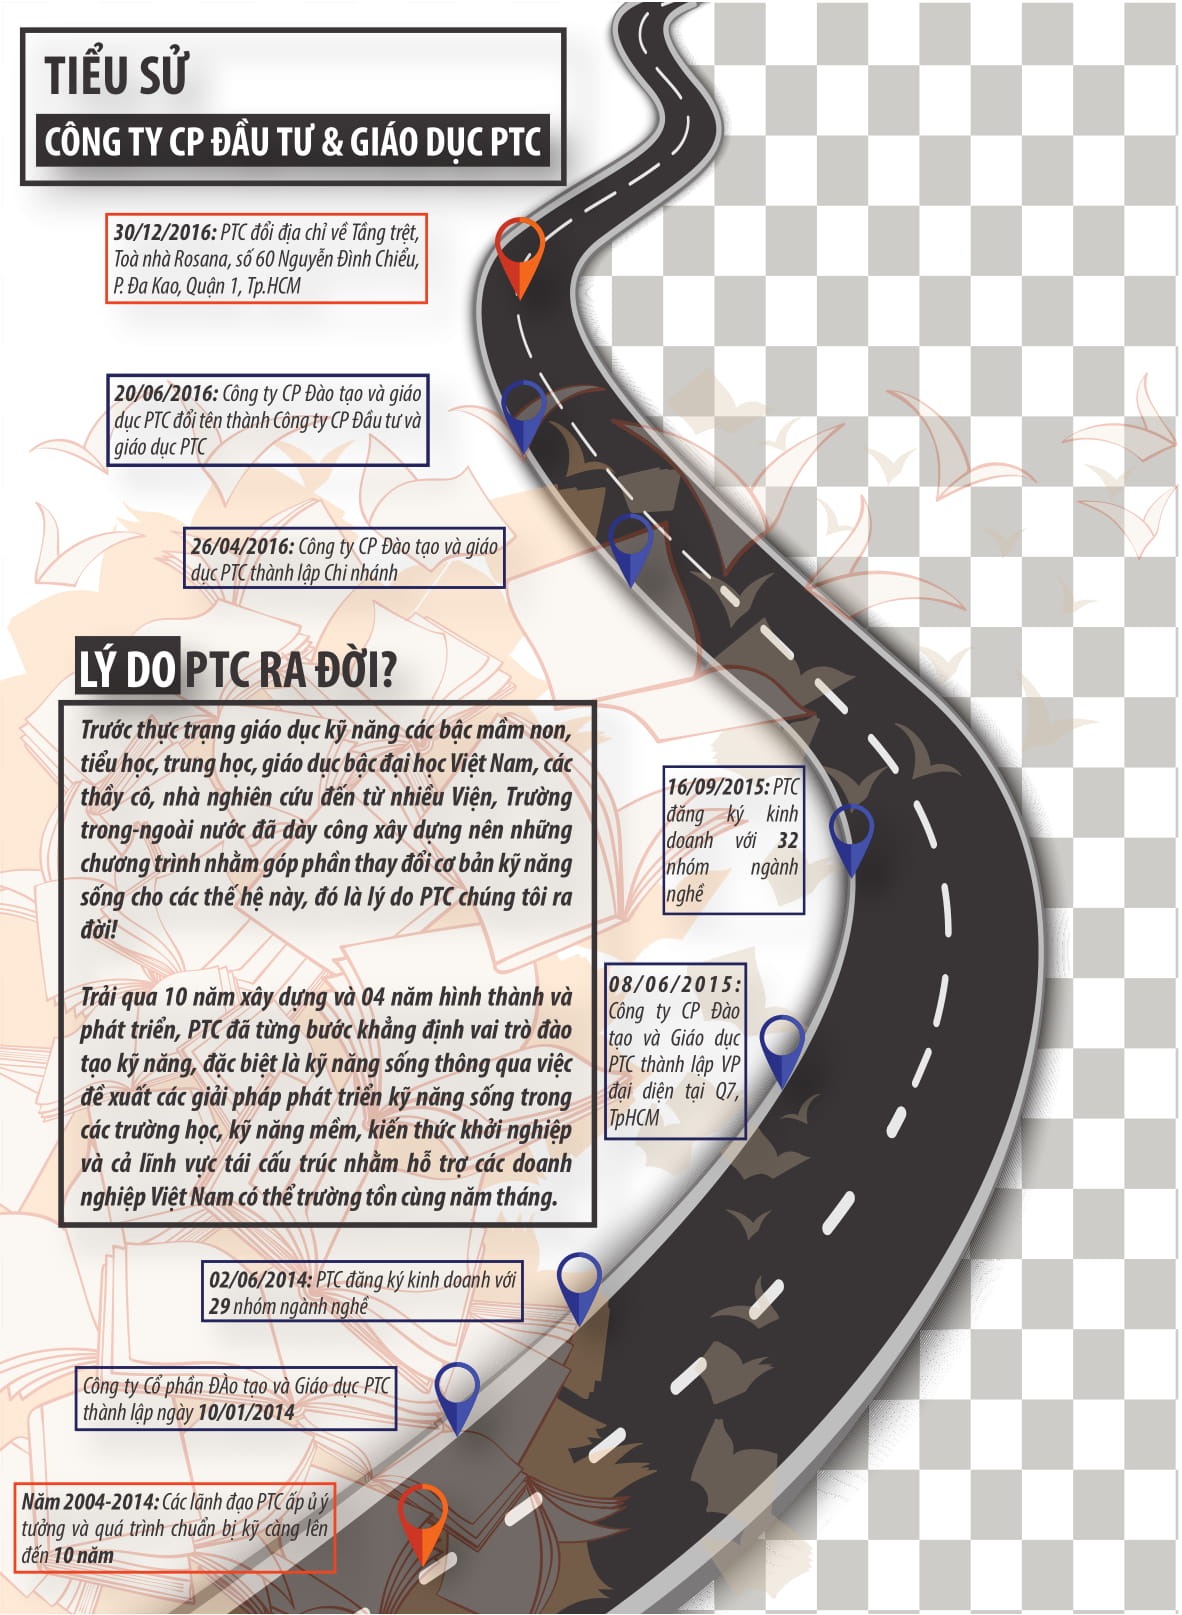 TIỂU SỬ
CÔNG TY CP ĐẦU TƯ & GIÁO DỤC PTC
30/12/2016: PTC đổi địa chỉ về Tầng trệt,
Toà nhà Rosana, số 60 Nguyễn Đình Chiểu,
P. Đa Kao, Quận 1, Tp.HCM
20/06/2016: Công ty CP Đào tạo và giáo
dục PTC đổi tên thành Công ty CP Đầu tư và
giáo dục PTC
26/04/2016: Công ty CP Đào tạo và giáo
dục PTC thành lập Chi nhánh
LÝ DO PTC RA ĐỜI?
Trước thực trạng giáo dục kỹ năng các bậc mầm non,
tiểu học, trung học, giáo dục bậc đại học Việt Nam, các
thầy cô, nhà nghiên cứu đến từ nhiều Viện, Trường
trong-ngoài nước đã dày công xây dựng nên những
chương trình nhằm góp phần thay đổi cơ bản kỹ năng
sống cho các thế hệ này, đó là lý do PTC chúng tôi ra
đời!
Trải qua 10 năm xây dựng và 04 năm hình thành và
phát triển, PTC đã từng bước khẳng định vai trò đào
tạo kỹ năng, đặc biệt là kỹ năng sống thông qua việc
đề xuất các giải pháp phát triển kỹ năng sống trong
các trường học, kỹ năng mềm, kiến thức khởi nghiệp
và cả lĩnh vực tái cấu trúc nhằm hỗ trợ các doanh
nghiệp Việt Nam có thể trường tồn cùng năm tháng.
16/09/2015: PTC
đăng ký kinh
doanh với 32
nhóm ngành
nghề
08/06/2015:
Công ty CP Đào
tạo và Giáo dục
PTC thành lập VP
đại diện tại Q7,
TpHCM
02/06/2014: PTC đăng ký kinh doanh với
29 nhóm ngành nghề
Công ty Cổ phần ĐÀo tạo và Giáo dục PTC
thành lập ngày 10/01/2014
Năm 2004-2014: Các lãnh đạo PTC ấp ủ ý
tưởng và quá trình chuẩn bị kỹ càng lên
đến 10 năm